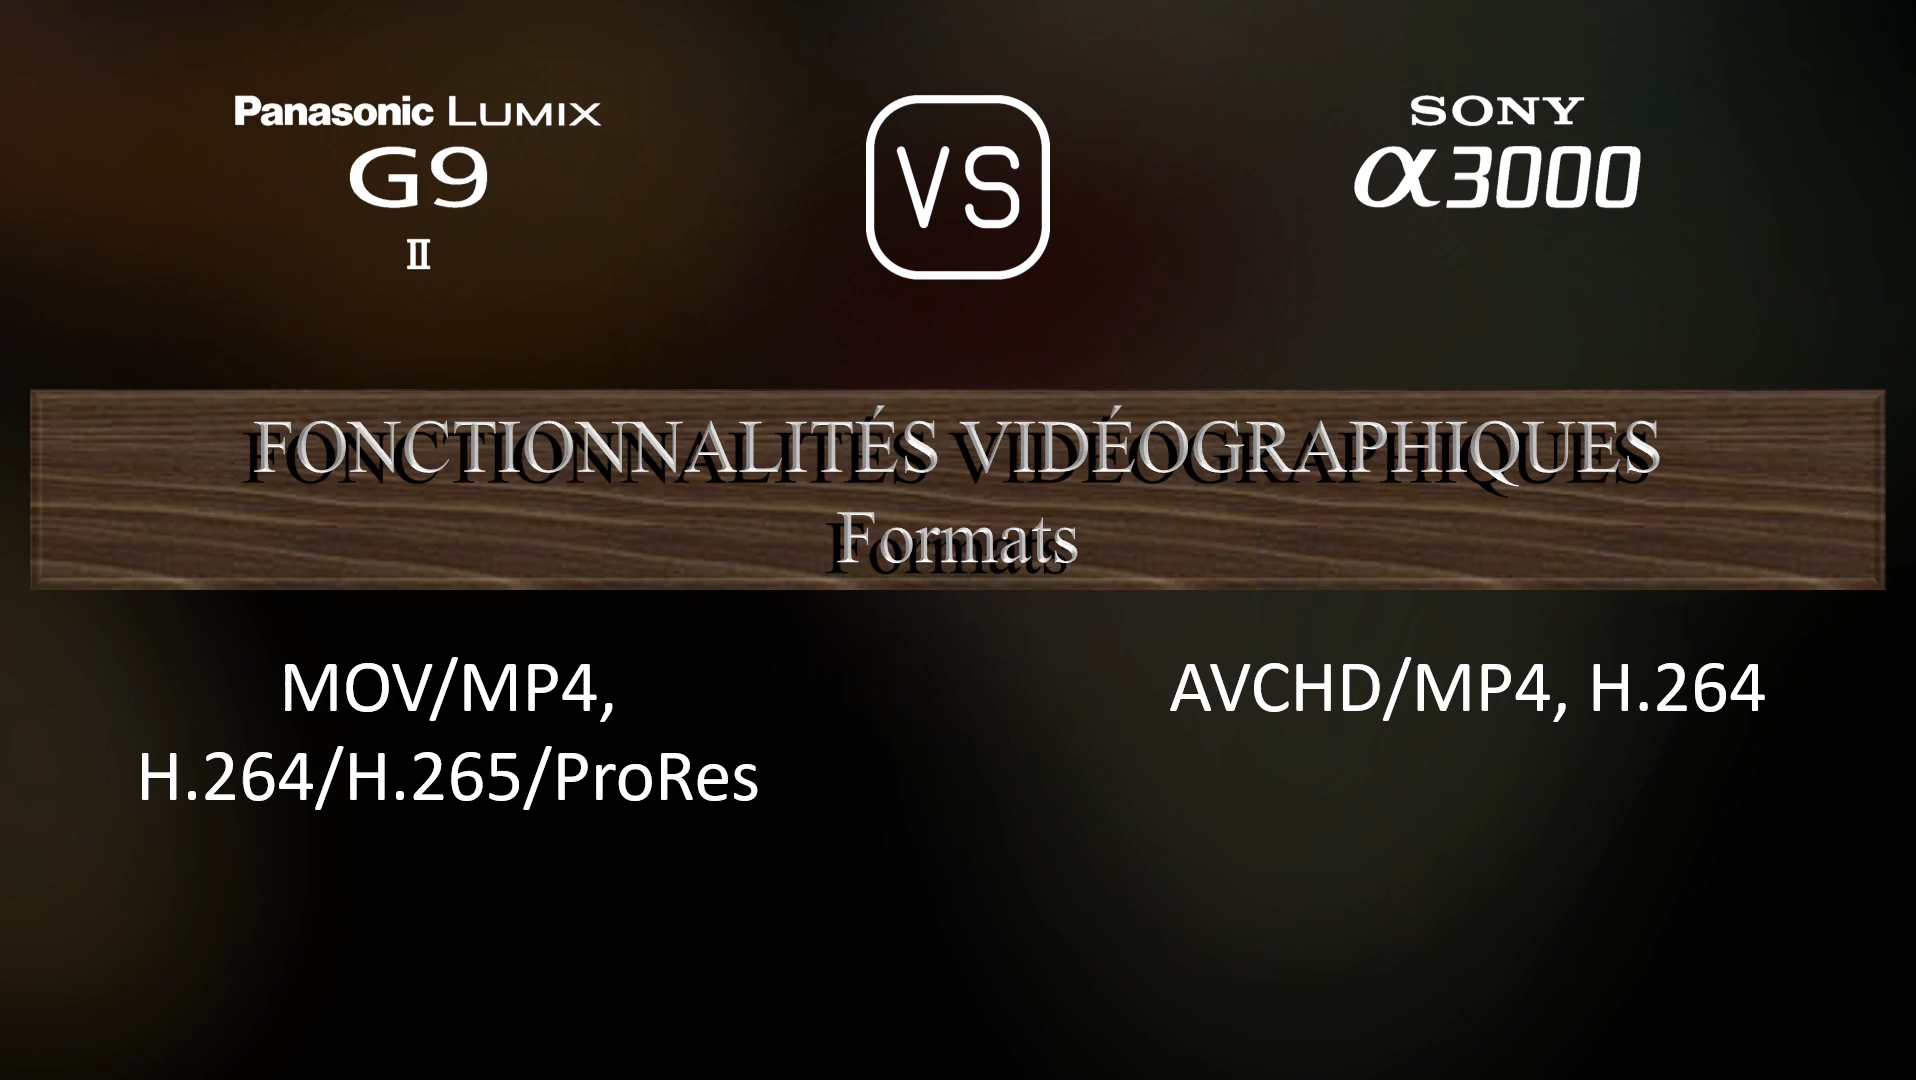 Panasonic LUMIX
G9
II
VS
SONY
α3000
FONCTIONNALITÉS VIDÉOGRAPHIQUES
Formats
MOV/MP4,
H.264/H.265/ProRes
AVCHD/MP4, H.264